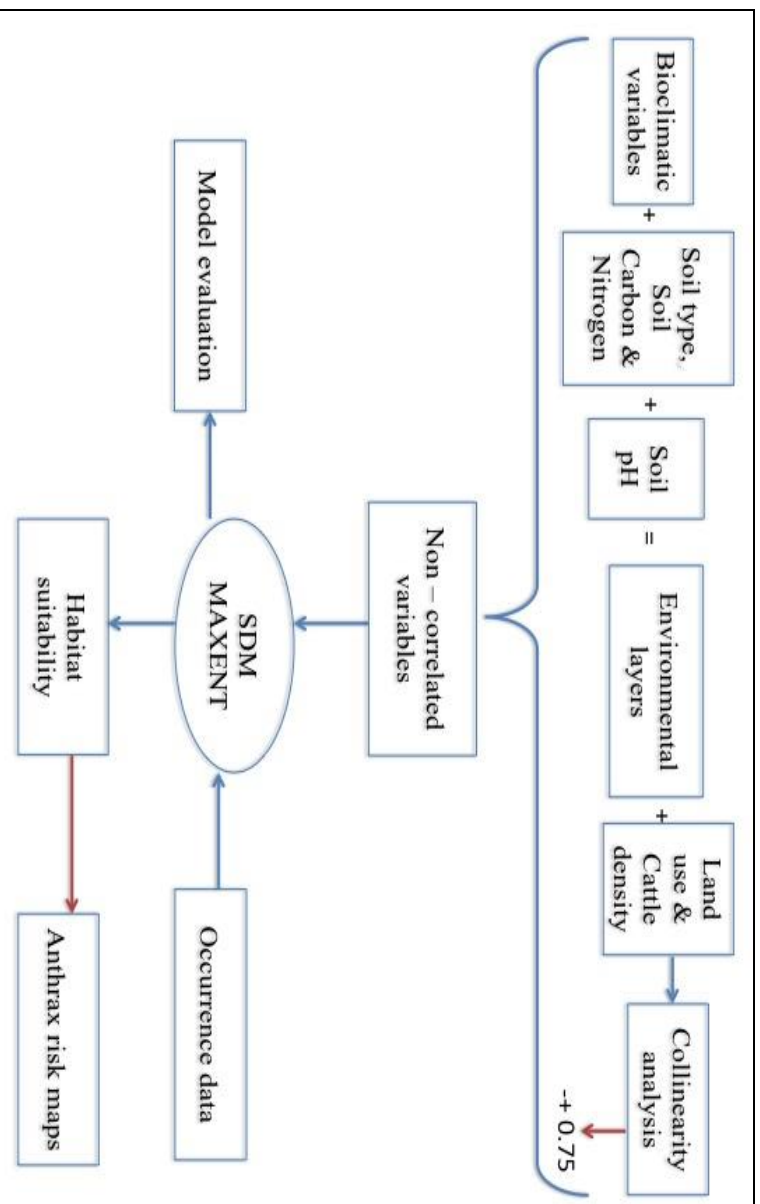 Bioclimatic
variables
+
Soil type,
Soil
Carbon &
Nitrogen
+
Soil
pH
=
Environmental
layers
+
Land
use &
Cattle
density
Collinearity
analysis
-+ 0.75
Non – correlated
variables
Model evaluation
SDM
MAXENT
Occurrence data
Habitat
suitability
Anthrax risk maps